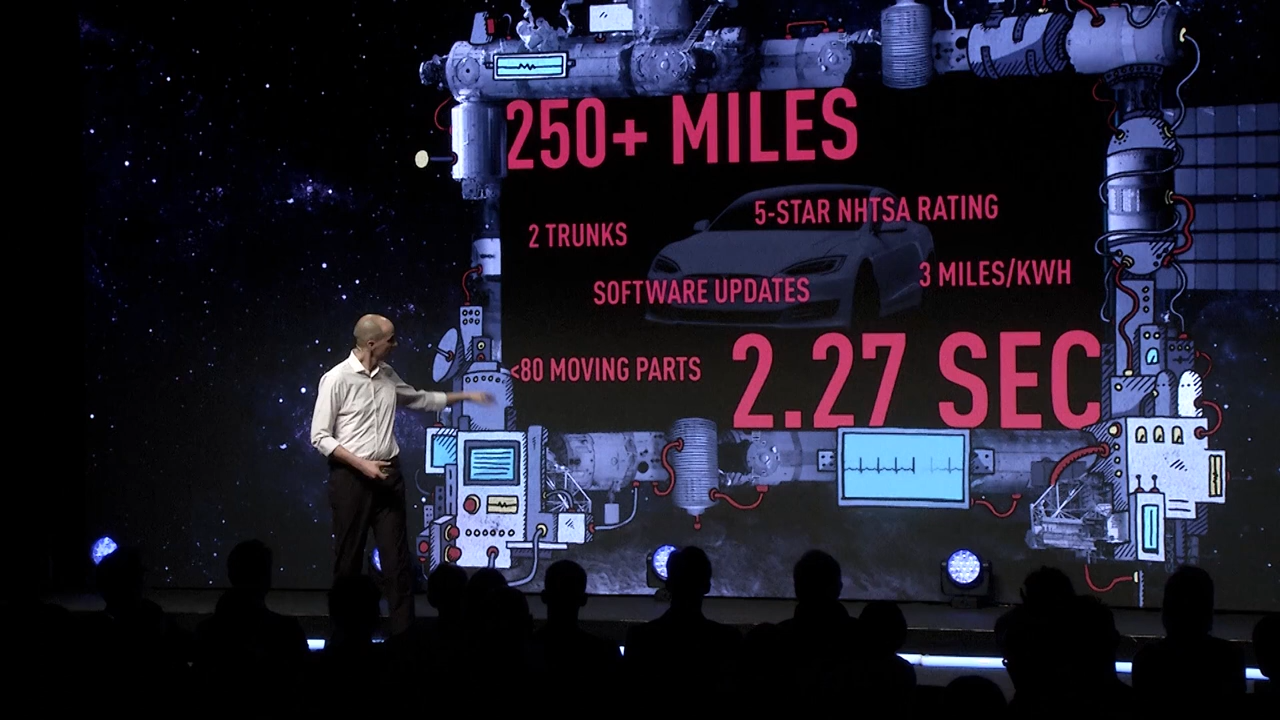 250+ MILES
5-STAR NHTSA RATING
2 TRUNKS
3 MILES/KWH
SOFTWARE UPDATES
<80 MOVING PARTS
2.27 SEC